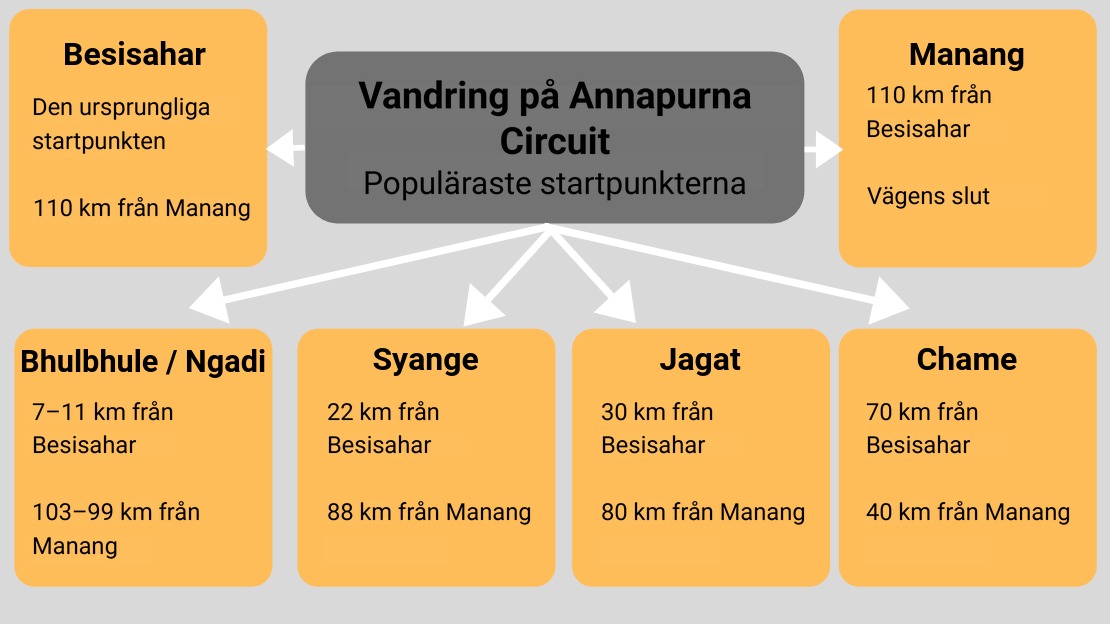 Vandring på Annapurna
Circuit
Populäraste startpunkterna
Besisahar
Den ursprungliga
startpunkten
110 km från Manang
Manang
110 km från
Besisahar
Vägens slut
Bhulbhule / Ngadi
7–11 km från
Besisahar
103–99 km från
Manang
Syange
22 km från
Besisahar
88 km från Manang
Jagat
30 km från
Besisahar
80 km från Manang
Chame
70 km från
Besisahar
40 km från Manang